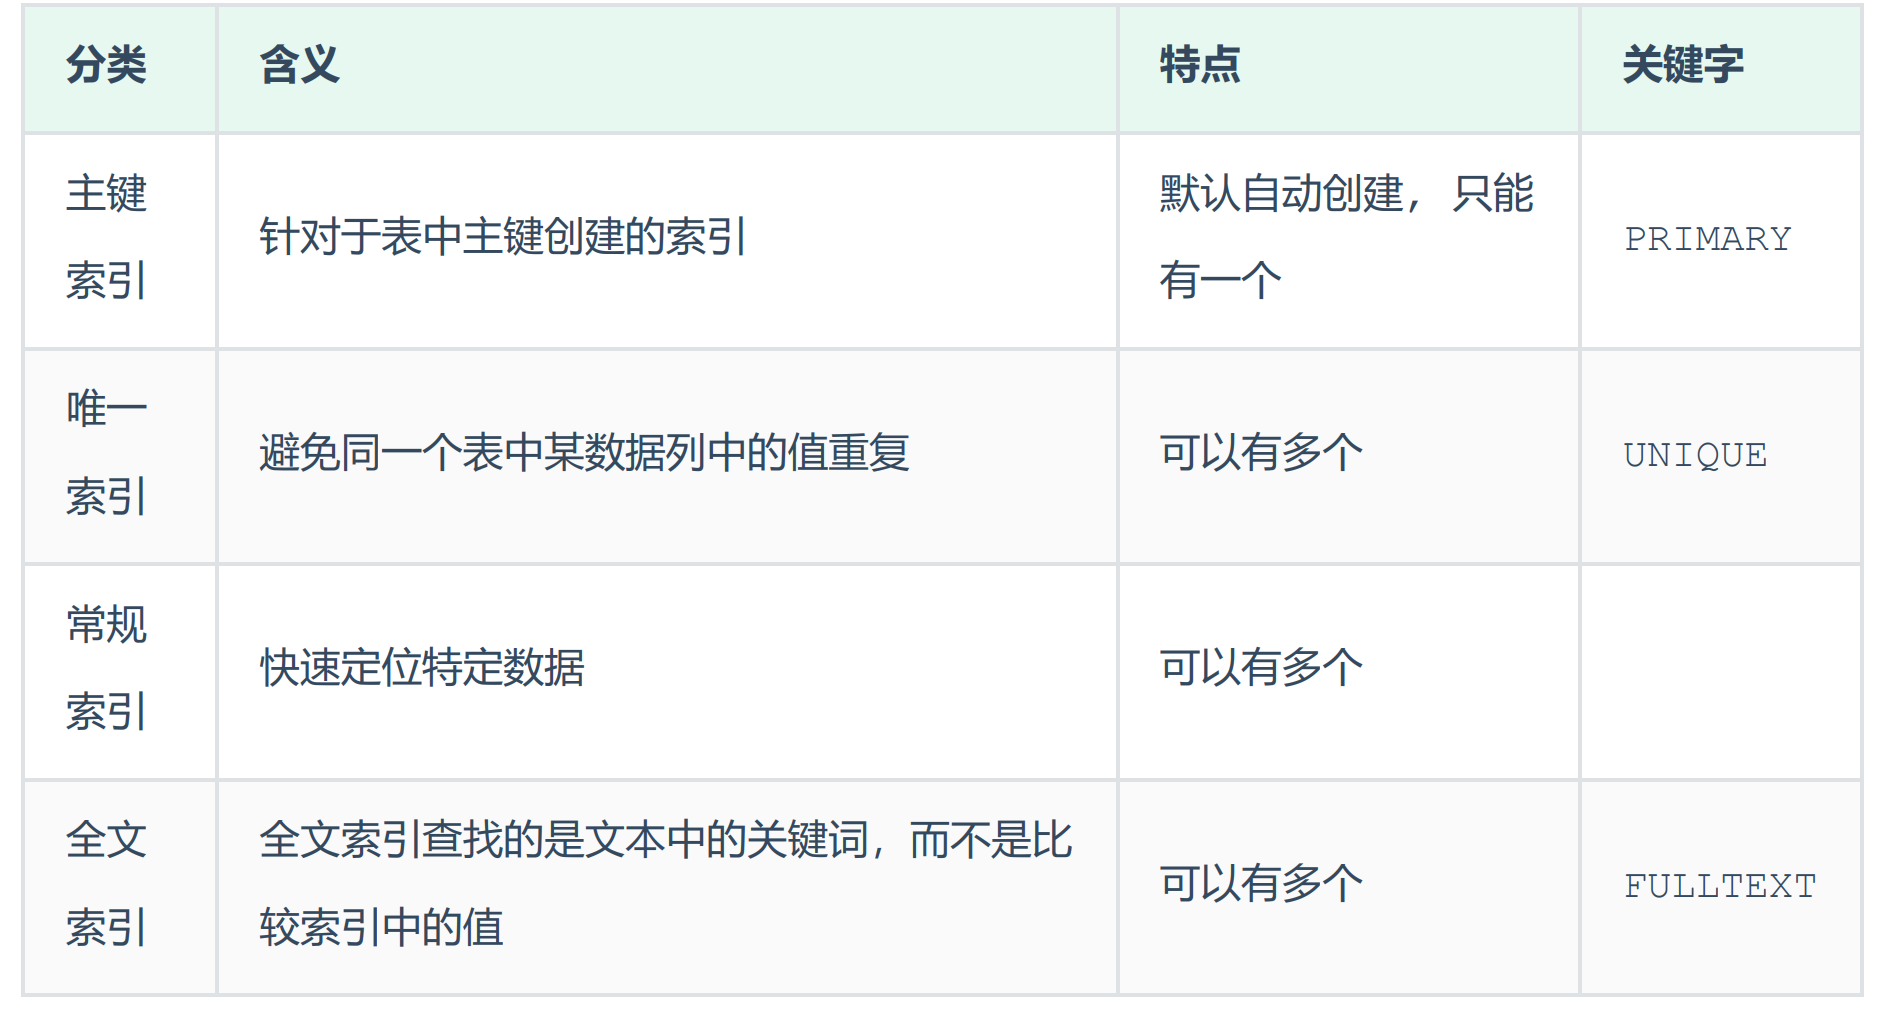 分类 含义 特点 关键字
主键
索引
针对于表中主键创建的索引
默认自动创建，只能
有一个
PRIMARY
唯一
索引
避免同一个表中某数据列中的值重复
可以有多个
UNIQUE
常规
索引
快速定位特定数据
可以有多个
全文
索引
全文索引查找的是文本中的关键词，而不是比
较索引中的值
可以有多个
FULLTEXT